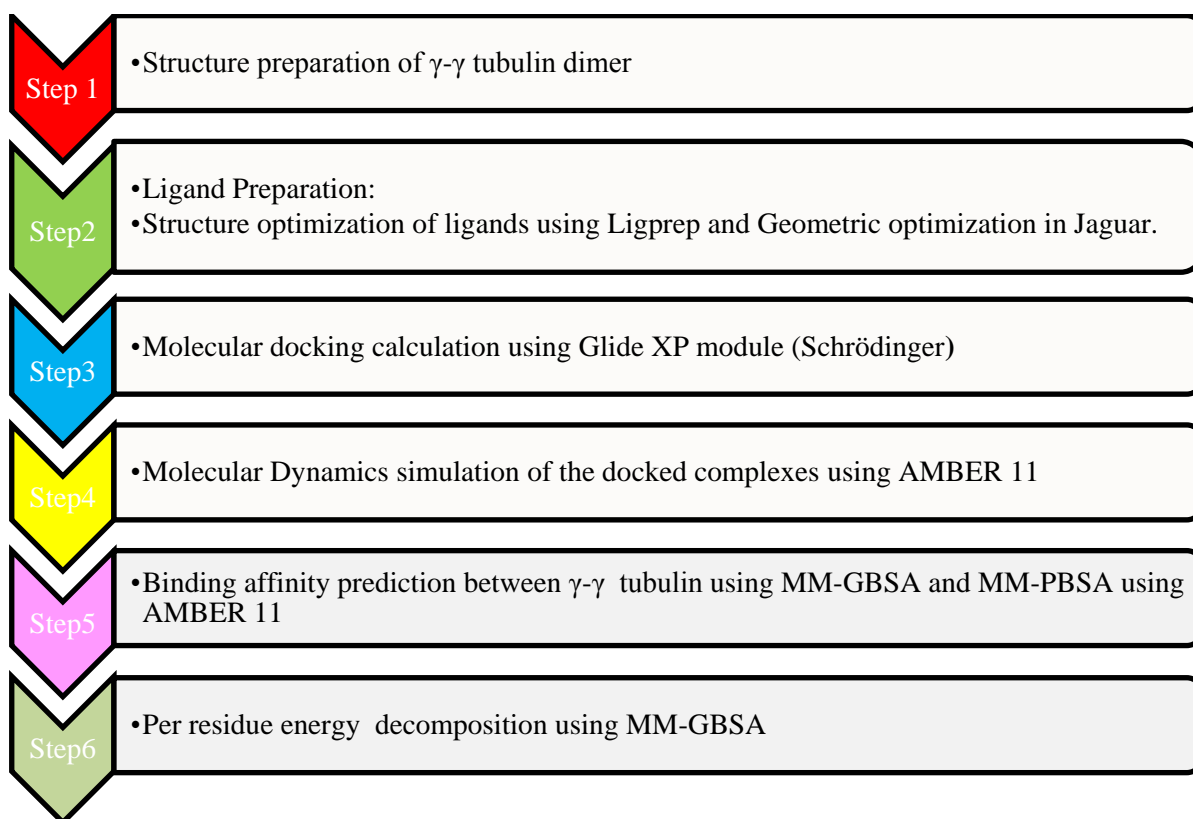 Step 1
•Structure preparation of γ-γ tubulin dimer
Step2
•Ligand Preparation:
•Structure optimization of ligands using Ligprep and Geometric optimization in Jaguar.
Step3
•Molecular docking calculation using Glide XP module (Schrödinger)
Step4
•Molecular Dynamics simulation of the docked complexes using AMBER 11
Step5
•Binding affinity prediction between γ-γ tubulin using MM-GBSA and MM-PBSA using
AMBER 11
Step6
•Per residue energy decomposition using MM-GBSA